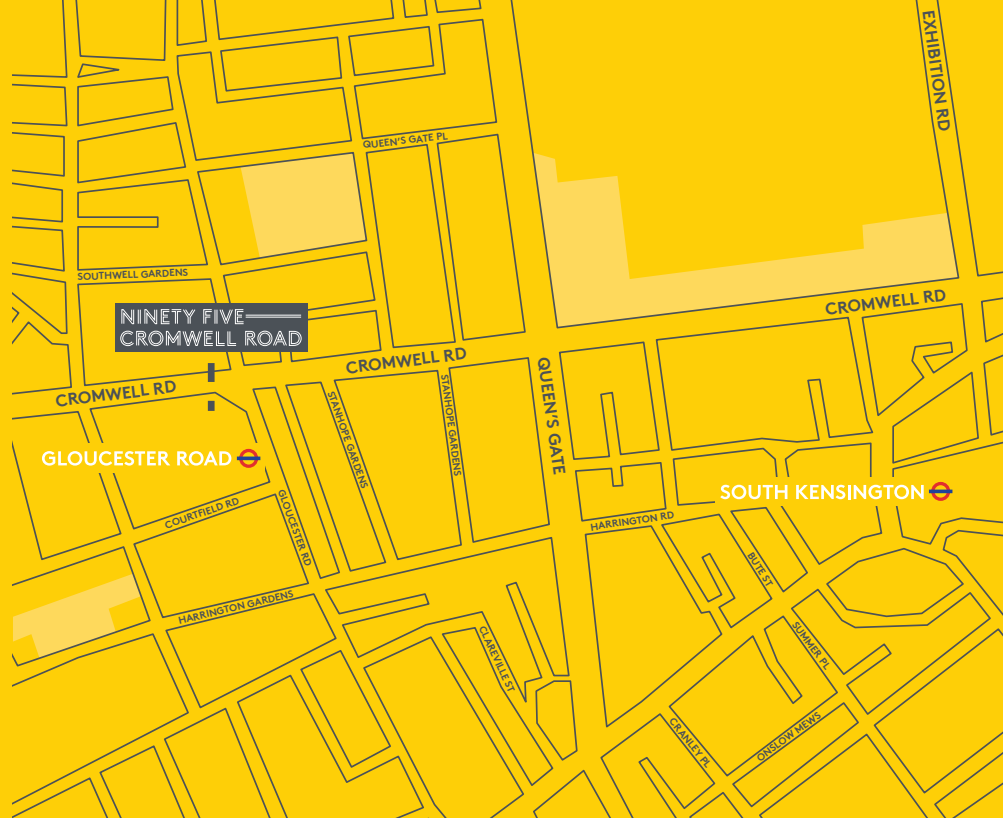 EXHIBITION RD
QUEEN'S GATE PL
SOUTHWELL GARDENS
NINETY FIVE
CROMWELL ROAD
CROMWELL RD
CROMWELL RD
CROMWELL RD
QUEEN'S GATE
STANHOPE GARDENS
STANHOPE GARDENS
GLOUCESTER ROAD
SOUTH KENSINGTON
COURTFIELD RD
GLOUCESTER RD
HARRINGTON RD
BUTE ST
HARRINGTON GARDENS
CLAREVILLE ST
SUMMER PL
CRANLEY PL
ONSLOW MEWS